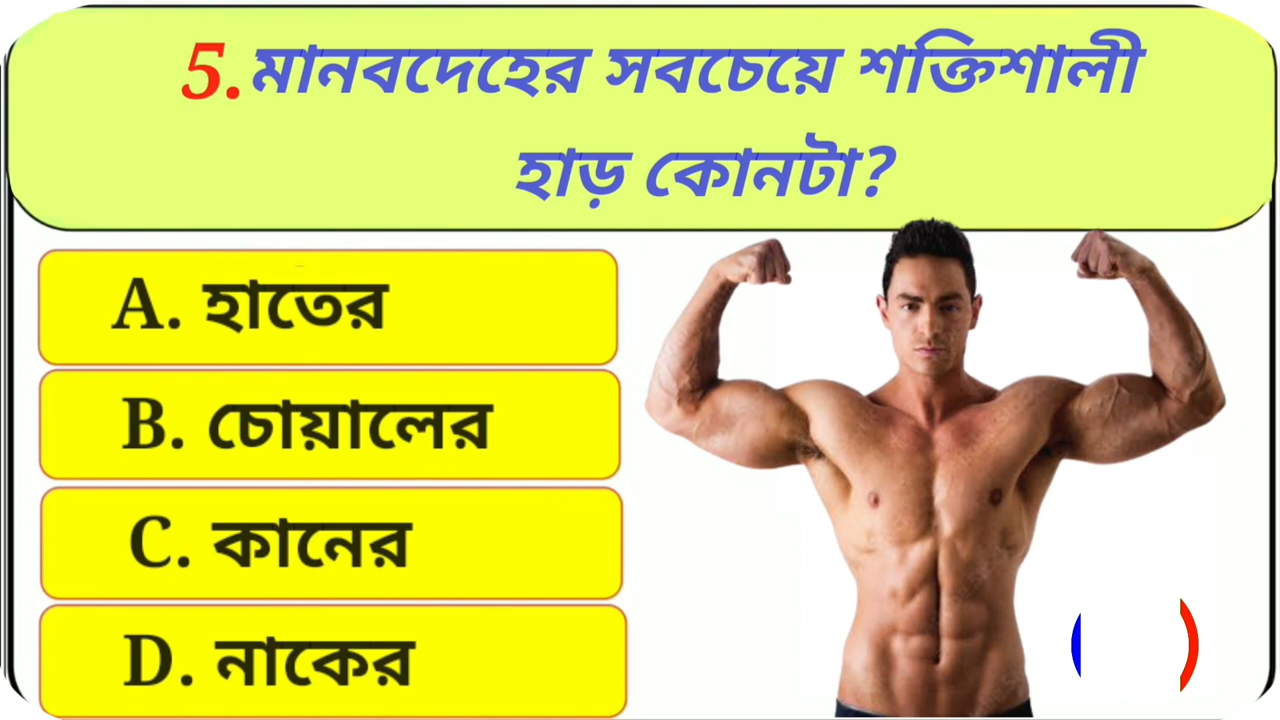 5.মানবদেহের সবচেয়ে শক্তিশালী
হাড় কোনটা?
A. হাতের
B. চোয়ালের
C. কানের
D. নাকের